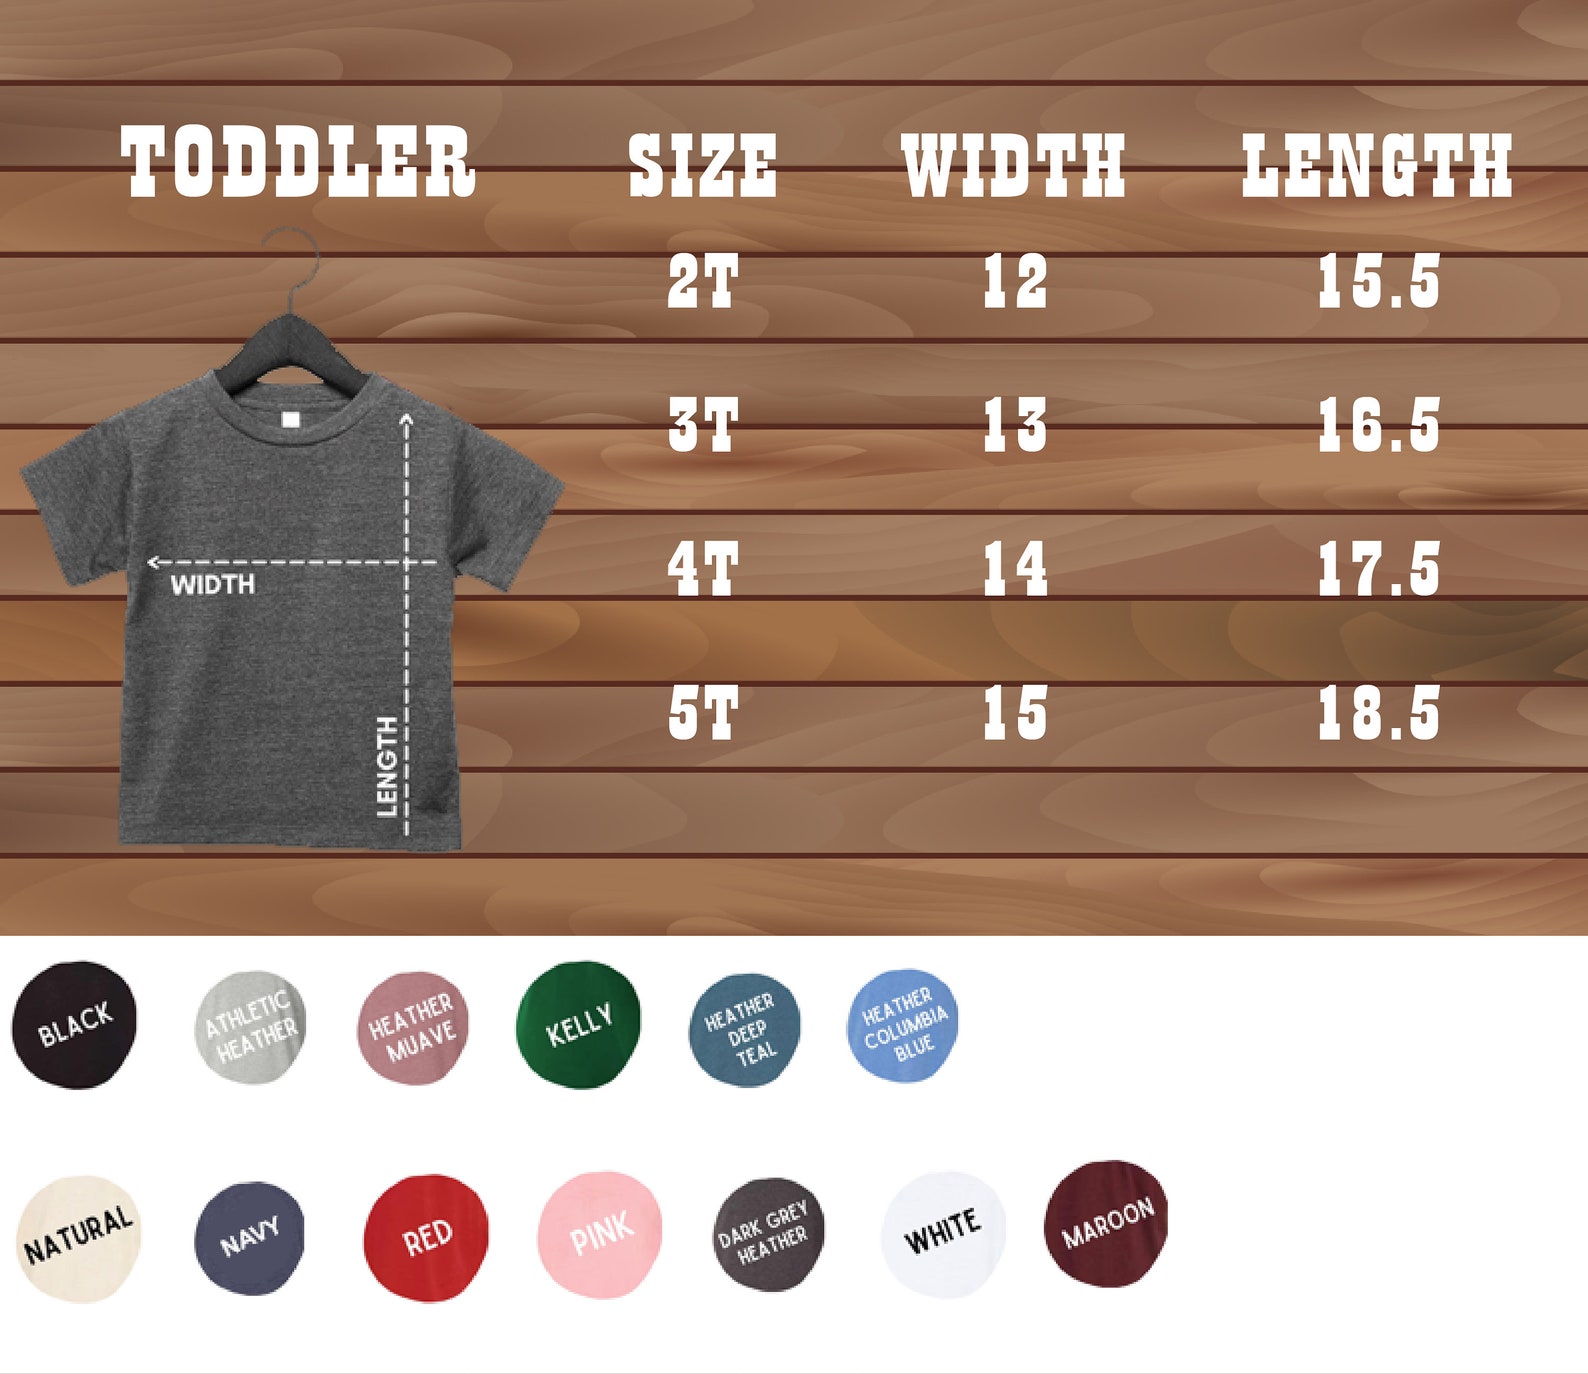 TODDLER SIZE WIDTH LENGTH
2T 12 15.5
3T 13 16.5
4T 14 17.5
5T 15 18.5
WIDTH
LENGTH
BLACK
ATHLETIC
HEATHER
HEATHER
MUAVE
KELLY
HEATHER
DEEP
TEAL
HEATHER
COLUMBIA
BLUE
NATURAL
NAVY
RED
PINK
DARK GREY
HEATHER
WHITE
MAROON